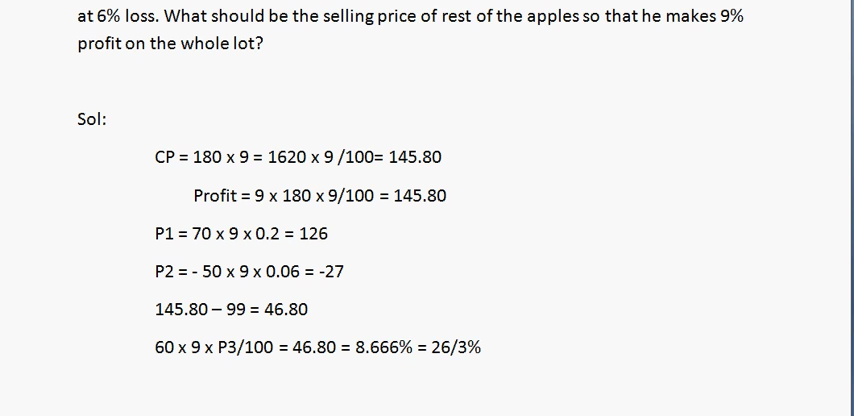 at 6% loss. What should be the selling price of rest of the apples so that he makes 9%
profit on the whole lot?
Sol:
CP = 180 x 9 = 1620 x 9 /100= 145.80
Profit = 9 x 180 x 9/100 = 145.80
P1 = 70 x 9 x 0.2 = 126
P2 = - 50 x 9 x 0.06 = -27
145.80 – 99 = 46.80
60 x 9 x P3/100 = 46.80 = 8.666% = 26/3%